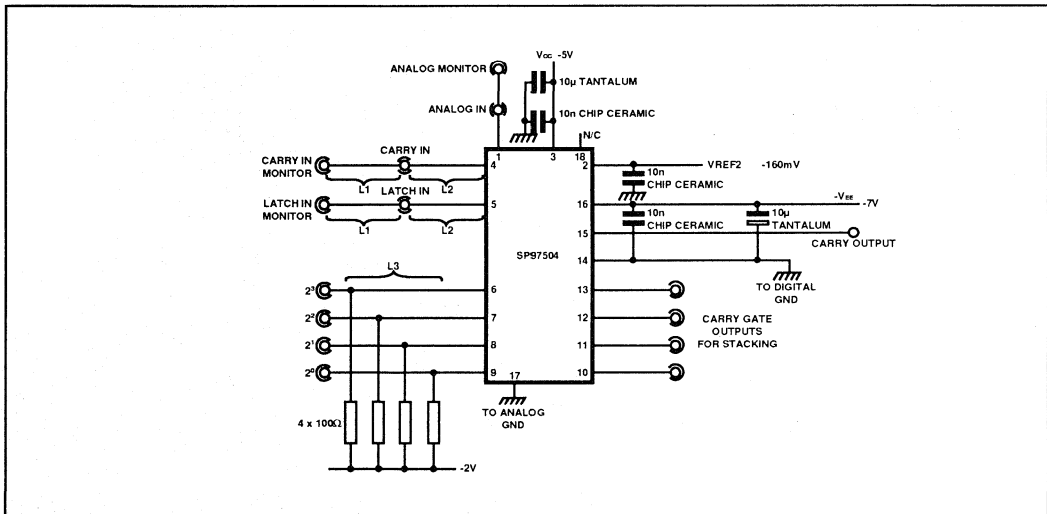 Vcc -5V
ANALOG MONITOR
10µ TANTALUM
ANALOG IN
10n CHIP CERAMIC
N/C
CARRY IN
MONITOR
CARRY IN
1
3
18
4
2
VREF2 -160mV
L1
L2
10n
CHIP CERAMIC
LATCH IN
MONITOR
LATCH IN
5
16
-VEE
-7V
L1
L2
10n
CHIP CERAMIC
10µ
TANTALUM
15
CARRY OUTPUT
SP97504
14
L3
TO DIGITAL
GND
2³
6
13
2²
7
12
CARRY GATE
OUTPUTS
FOR STACKING
2¹
8
11
2⁰
9
10
17
TO ANALOG
GND
4 x 100Ω
-2V